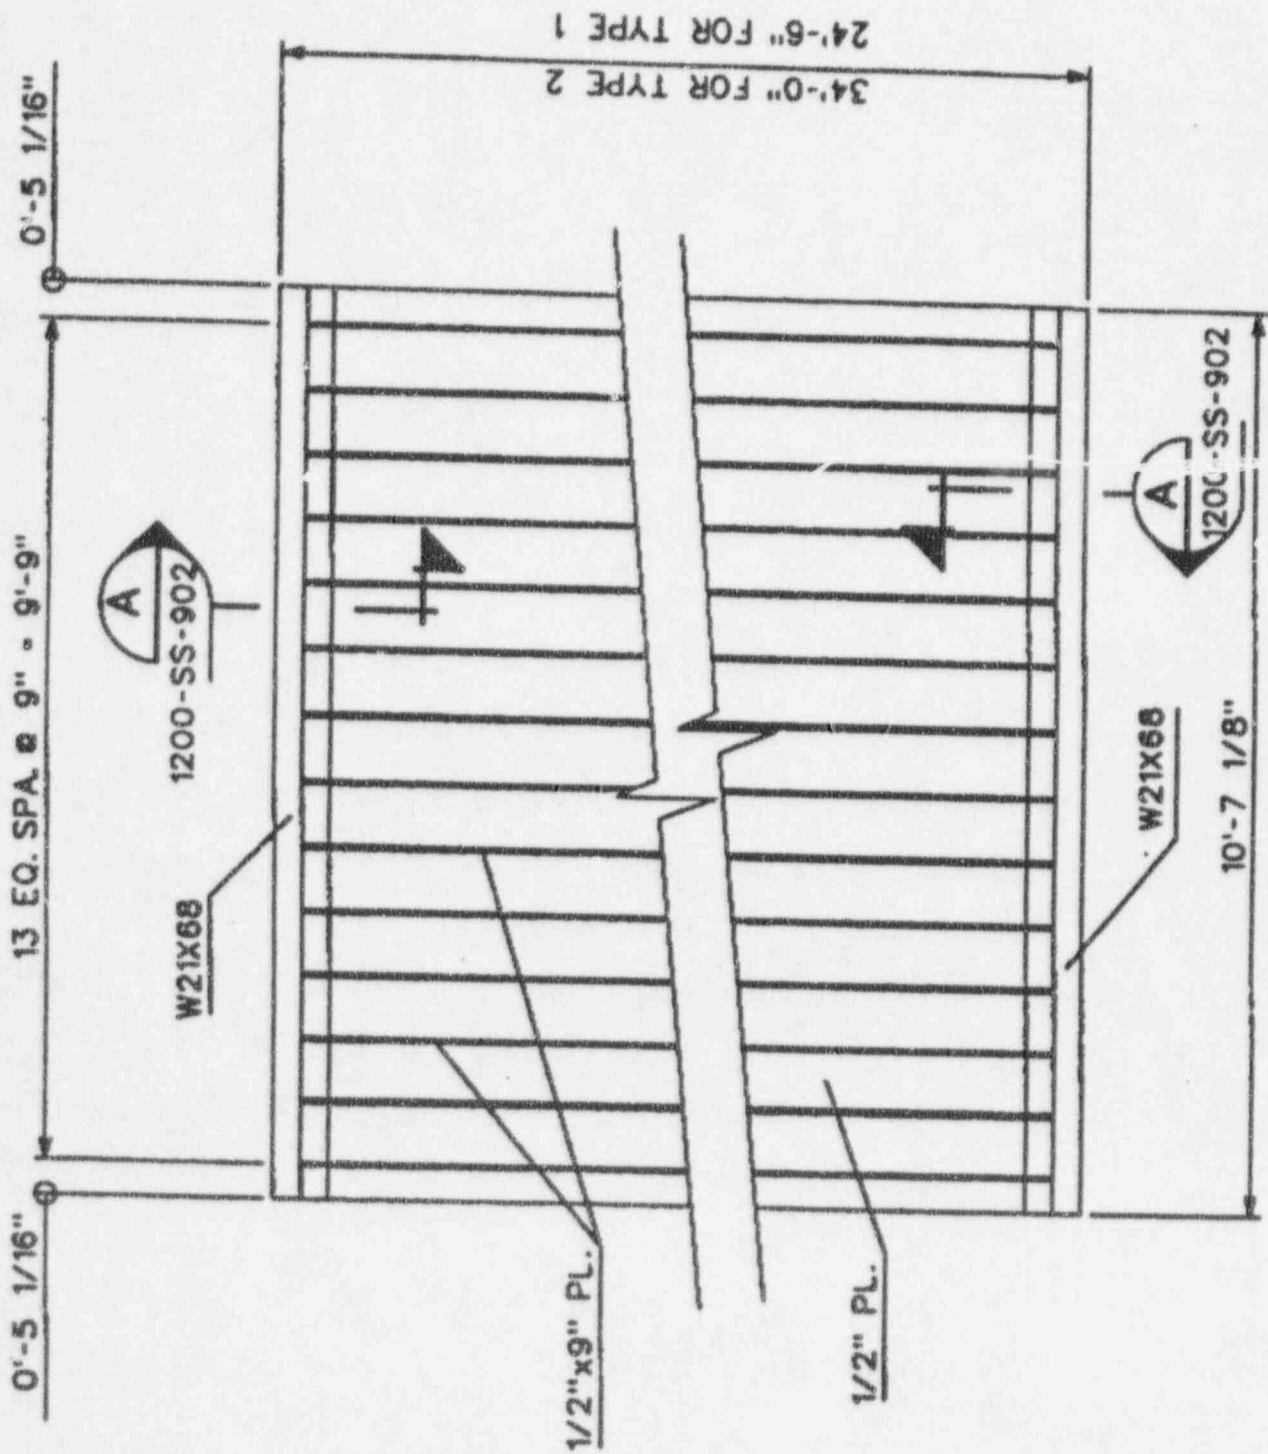 24'-6" FOR TYPE 1
34'-0" FOR TYPE 2
0'-5 1/16"
13 EQ. SPA. @ 9" = 9'-9"
0'-5 1/16"
A
1200-SS-902
W21X68
1/2"x9" PL.
1/2" PL.
A
1200-SS-902
W21X68
10'-7 1/8"